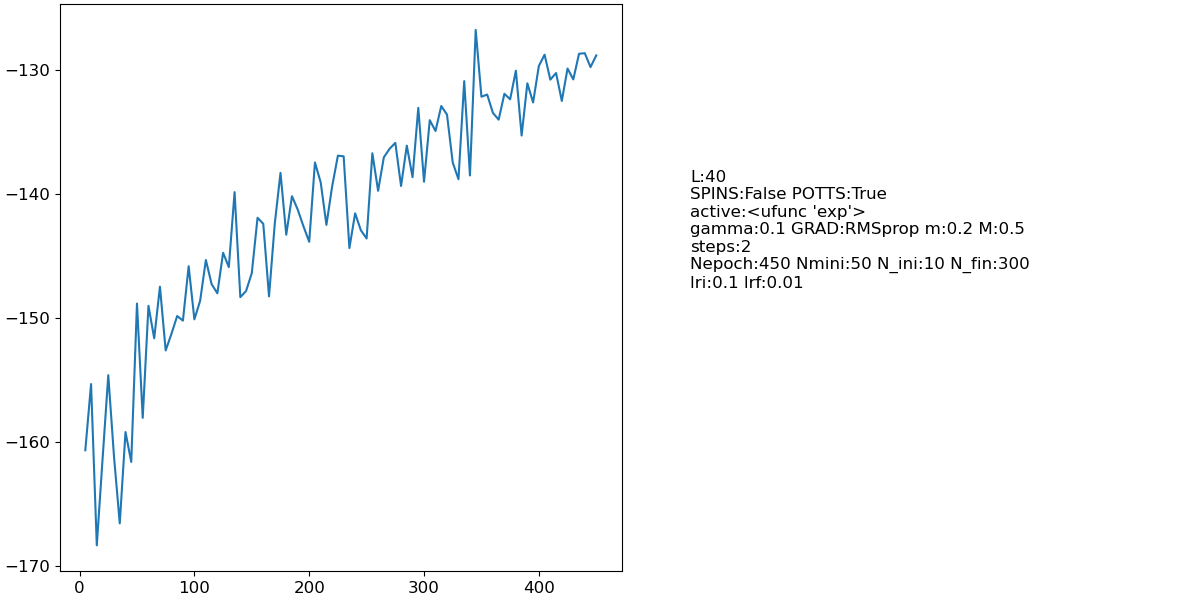 −130
−140
−150
−160
−170
0 100 200 300 400
L:40
SPINS:False POTTS:True
active:<ufunc 'exp'>
gamma:0.1 GRAD:RMSprop m:0.2 M:0.5
steps:2
Nepoch:450 Nmini:50 N_ini:10 N_fin:300
lri:0.1 lrf:0.01